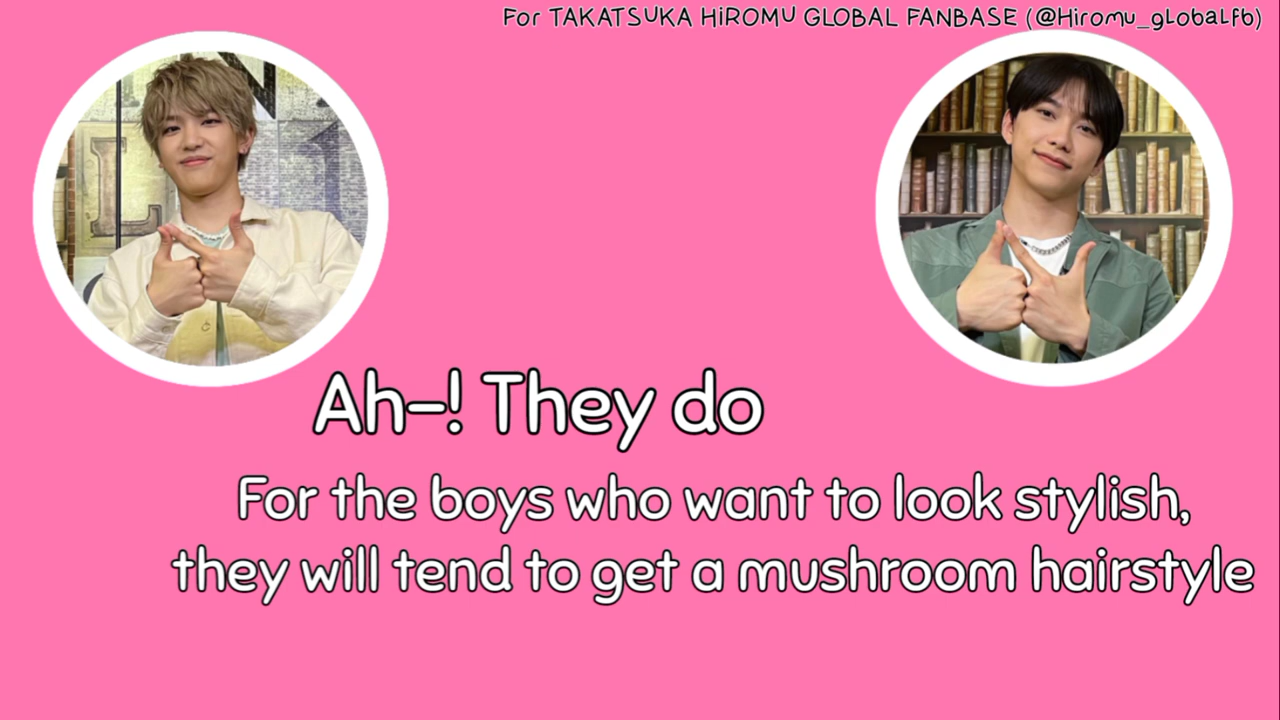 For TAKATSUKA HiROMU GLOBAL FANBASE (@Hiromu_globalfb)
Ah-! They do
For the boys who want to look stylish,
they will tend to get a mushroom hairstyle